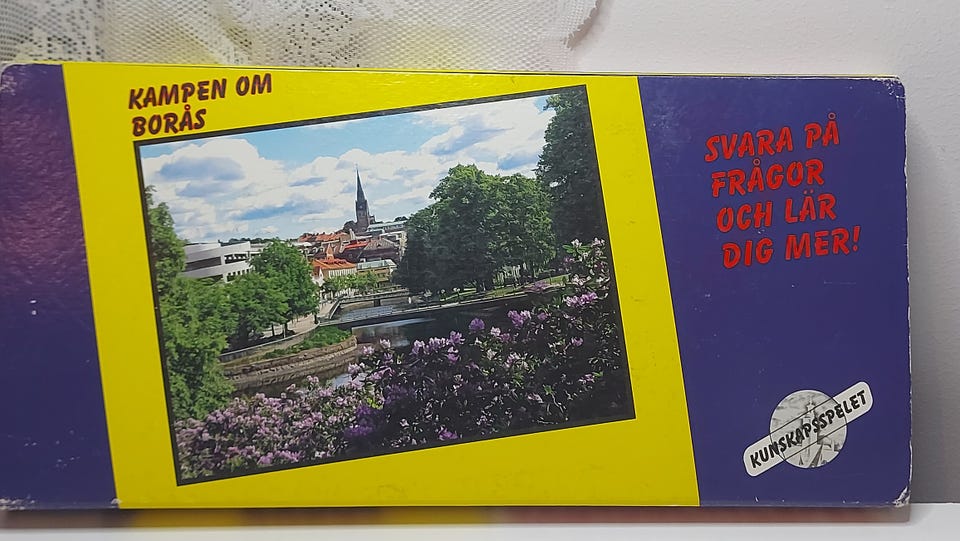 KAMPEN OM
BORÅS
SVARA PÅ
FRÅGOR
OCH LÄR
DIG MER!
KUNSKAPSSPELET